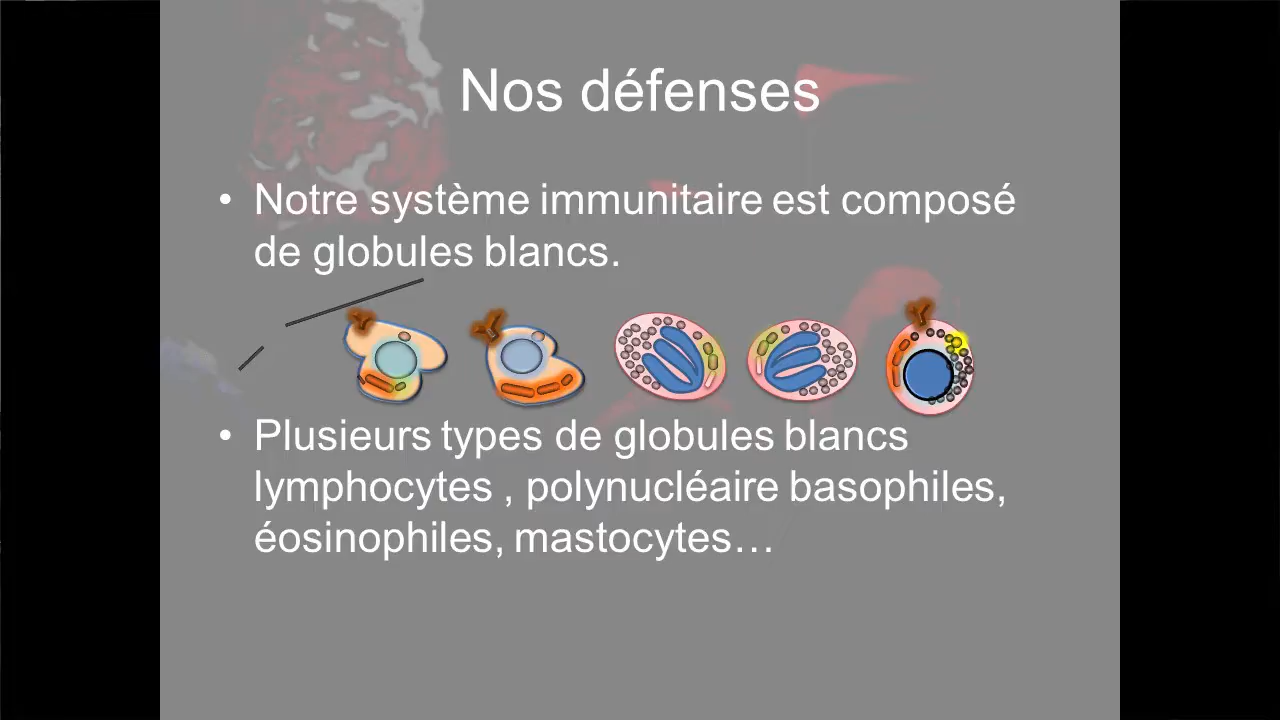 Nos défenses
• Notre système immunitaire est composé
de globules blancs.
• Plusieurs types de globules blancs
lymphocytes , polynucléaire basophiles,
éosinophiles, mastocytes…